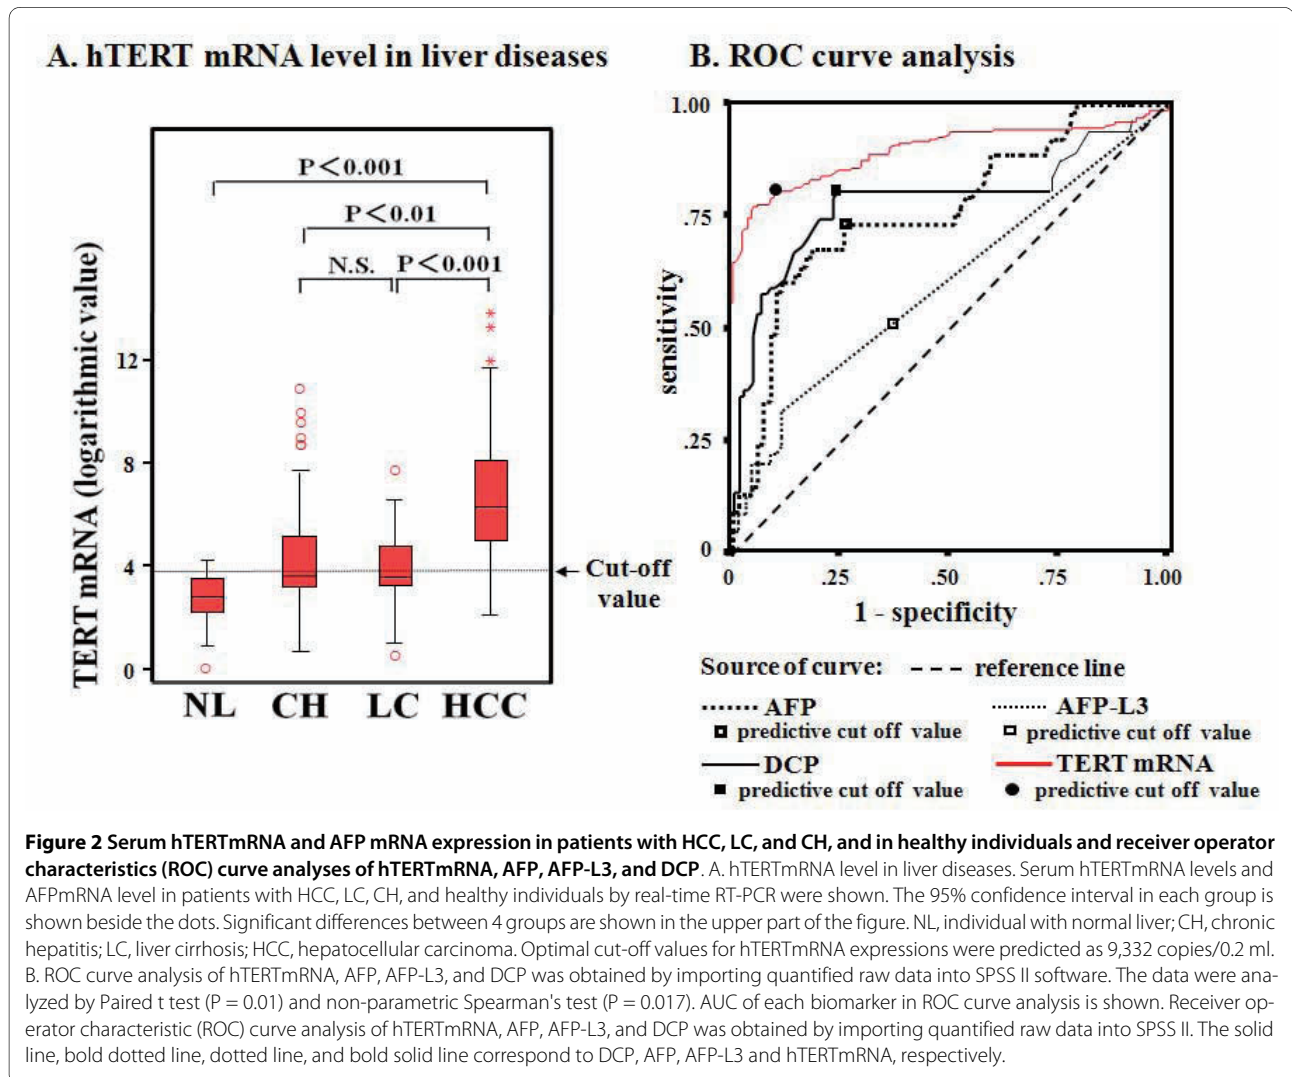 A. hTERT mRNA level in liver diseases
P<0.001
P<0.01
N.S.
P<0.001
TERT mRNA (logarithmic value)
12
8
4
0
Cut-off
value
NL
CH
LC
HCC
B. ROC curve analysis
1.00
.75
.50
.25
0
sensitivity
0
.25
.50
.75
1.00
1 - specificity
Source of curve:
reference line
AFP
AFP-L3
predictive cut off value
predictive cut off value
DCP
TERT mRNA
predictive cut off value
predictive cut off value
Figure 2 Serum hTERTmRNA and AFP mRNA expression in patients with HCC, LC, and CH, and in healthy individuals and receiver operator
characteristics (ROC) curve analyses of hTERTmRNA, AFP, AFP-L3, and DCP. A. hTERTmRNA level in liver diseases. Serum hTERTmRNA levels and
AFPmRNA level in patients with HCC, LC, CH, and healthy individuals by real-time RT-PCR were shown. The 95% confidence interval in each group is
shown beside the dots. Significant differences between 4 groups are shown in the upper part of the figure. NL, individual with normal liver; CH, chronic
hepatitis; LC, liver cirrhosis; HCC, hepatocellular carcinoma. Optimal cut-off values for hTERTmRNA expressions were predicted as 9,332 copies/0.2 ml.
B. ROC curve analysis of hTERTmRNA, AFP, AFP-L3, and DCP was obtained by importing quantified raw data into SPSS II software. The data were ana-
lyzed by Paired t test (P = 0.01) and non-parametric Spearman's test (P = 0.017). AUC of each biomarker in ROC curve analysis is shown. Receiver op-
erator characteristic (ROC) curve analysis of hTERTmRNA, AFP, AFP-L3, and DCP was obtained by importing quantified raw data into SPSS II. The solid
line, bold dotted line, dotted line, and bold solid line correspond to DCP, AFP, AFP-L3 and hTERTmRNA, respectively.